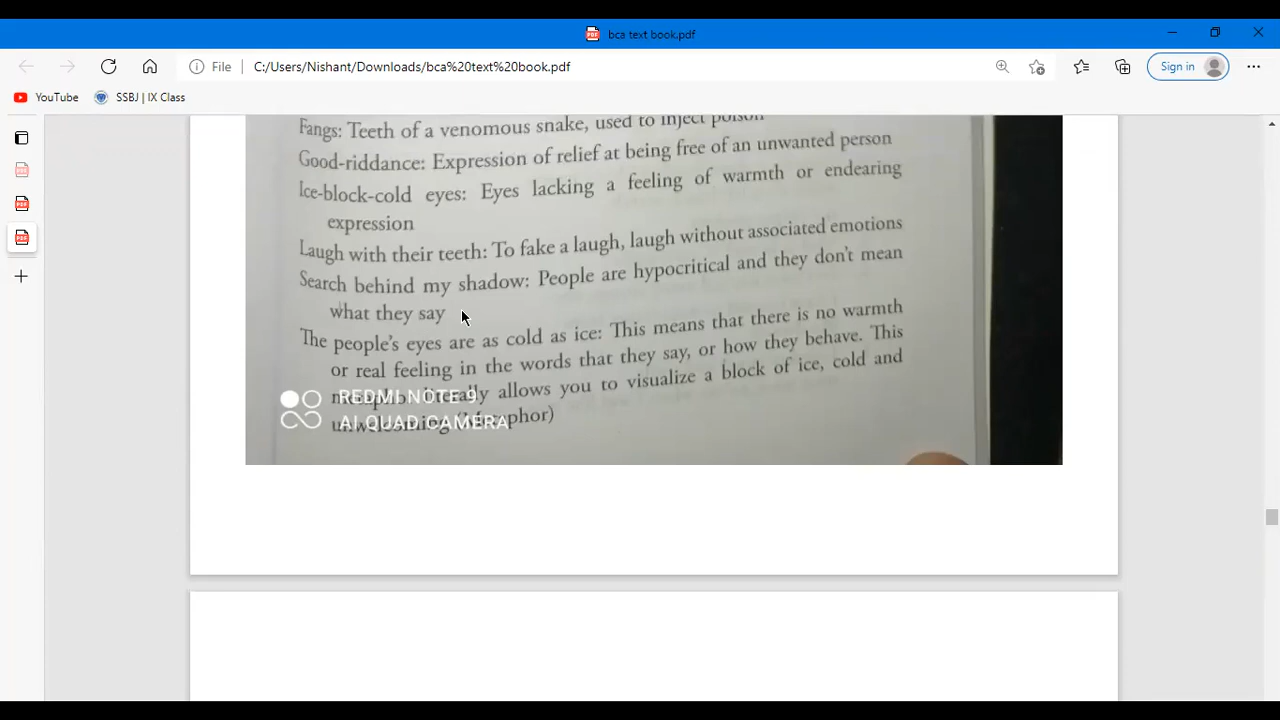 bca text book.pdf
File
C:/Users/Nishant/Downloads/bca%20text%20book.pdf
Sign in
YouTube
SSBJ | IX Class
Fangs: Teeth of a venomous snake, used to inject poison
Good-riddance: Expression of relief at being free of an unwanted person
Ice-block-cold eyes: Eyes lacking a feeling of warmth or endearing
expression
Laugh with their teeth: To fake a laugh, laugh without associated emotions
Search behind my shadow: People are hypocritical and they don't mean
what they say
The people's eyes are as cold as ice: This means that there is no warmth
or real feeling in the words that they say, or how they behave. This
metaphor literally allows you to visualize a block of ice, cold and
unwelcoming (Metaphor)
REDMI NOTE 9
AI QUAD CAMERA